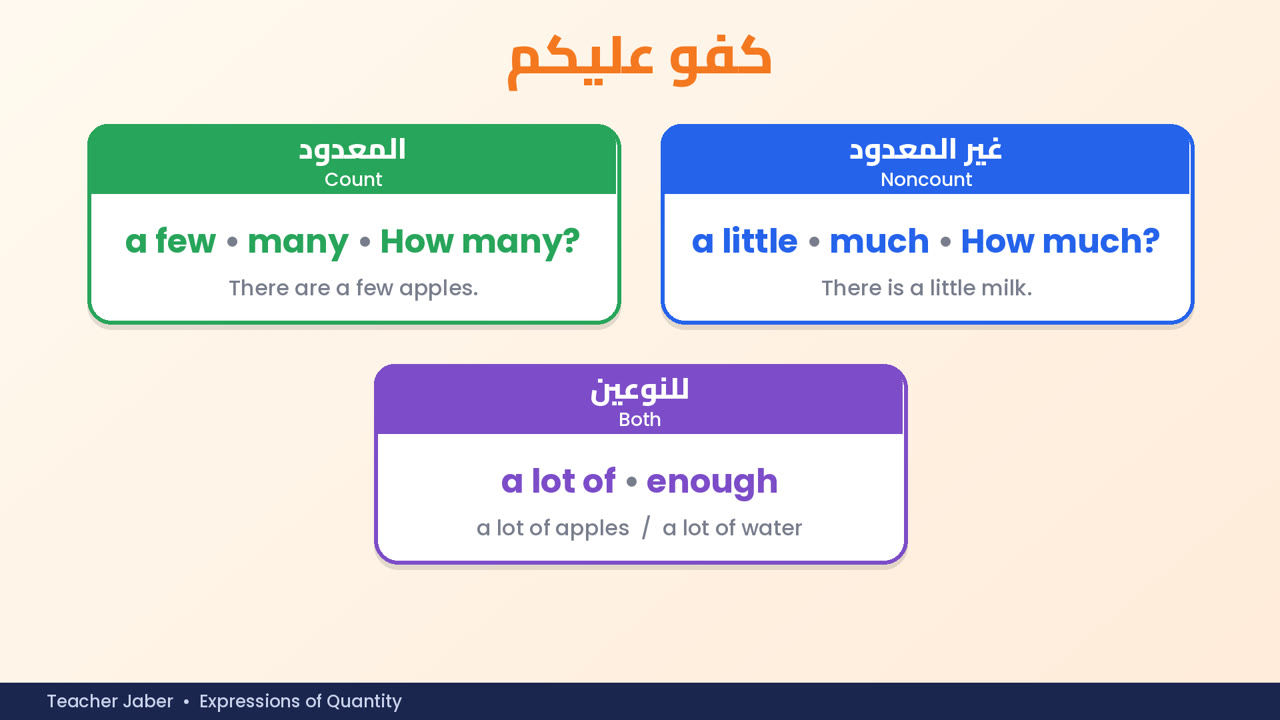 كفو عليكم
المعدود
Count
a few • many • How many?
There are a few apples.
غير المعدود
Noncount
a little • much • How much?
There is a little milk.
للنوعين
Both
a lot of • enough
a lot of apples / a lot of water
Teacher Jaber • Expressions of Quantity